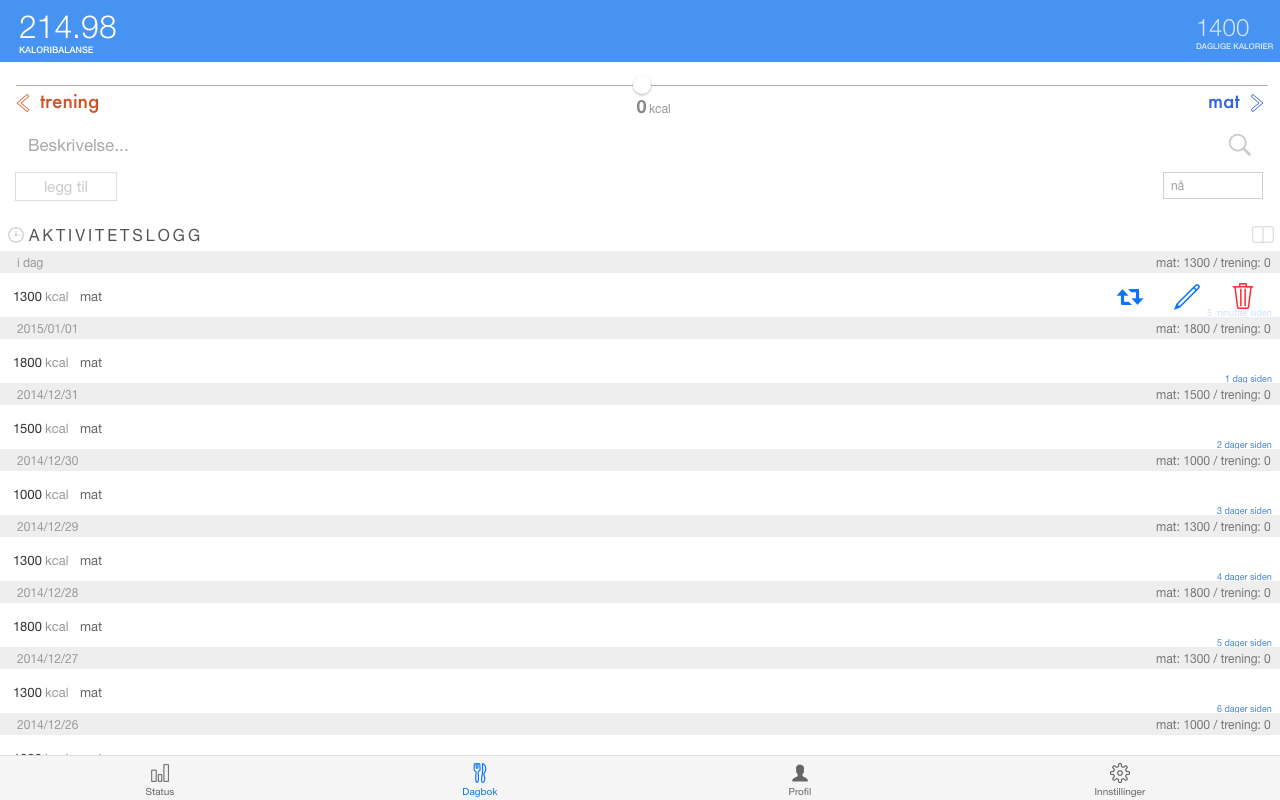 214.98
KALORIBALANSE
1400
DAGLIGE KALORIER
trening
0 kcal
mat
Beskrivelse...
legg til
nå
AKTIVITETSLOGG
i dag mat: 1300 / trening: 0
1300 kcal mat
5 minutter siden
2015/01/01 mat: 1800 / trening: 0
1800 kcal mat
1 dag siden
2014/12/31 mat: 1500 / trening: 0
1500 kcal mat
2 dager siden
2014/12/30 mat: 1000 / trening: 0
1000 kcal mat
3 dager siden
2014/12/29 mat: 1300 / trening: 0
1300 kcal mat
4 dager siden
2014/12/28 mat: 1800 / trening: 0
1800 kcal mat
5 dager siden
2014/12/27 mat: 1300 / trening: 0
1300 kcal mat
6 dager siden
2014/12/26 mat: 1000 / trening: 0
Status
Dagbok
Profil
Innstillinger